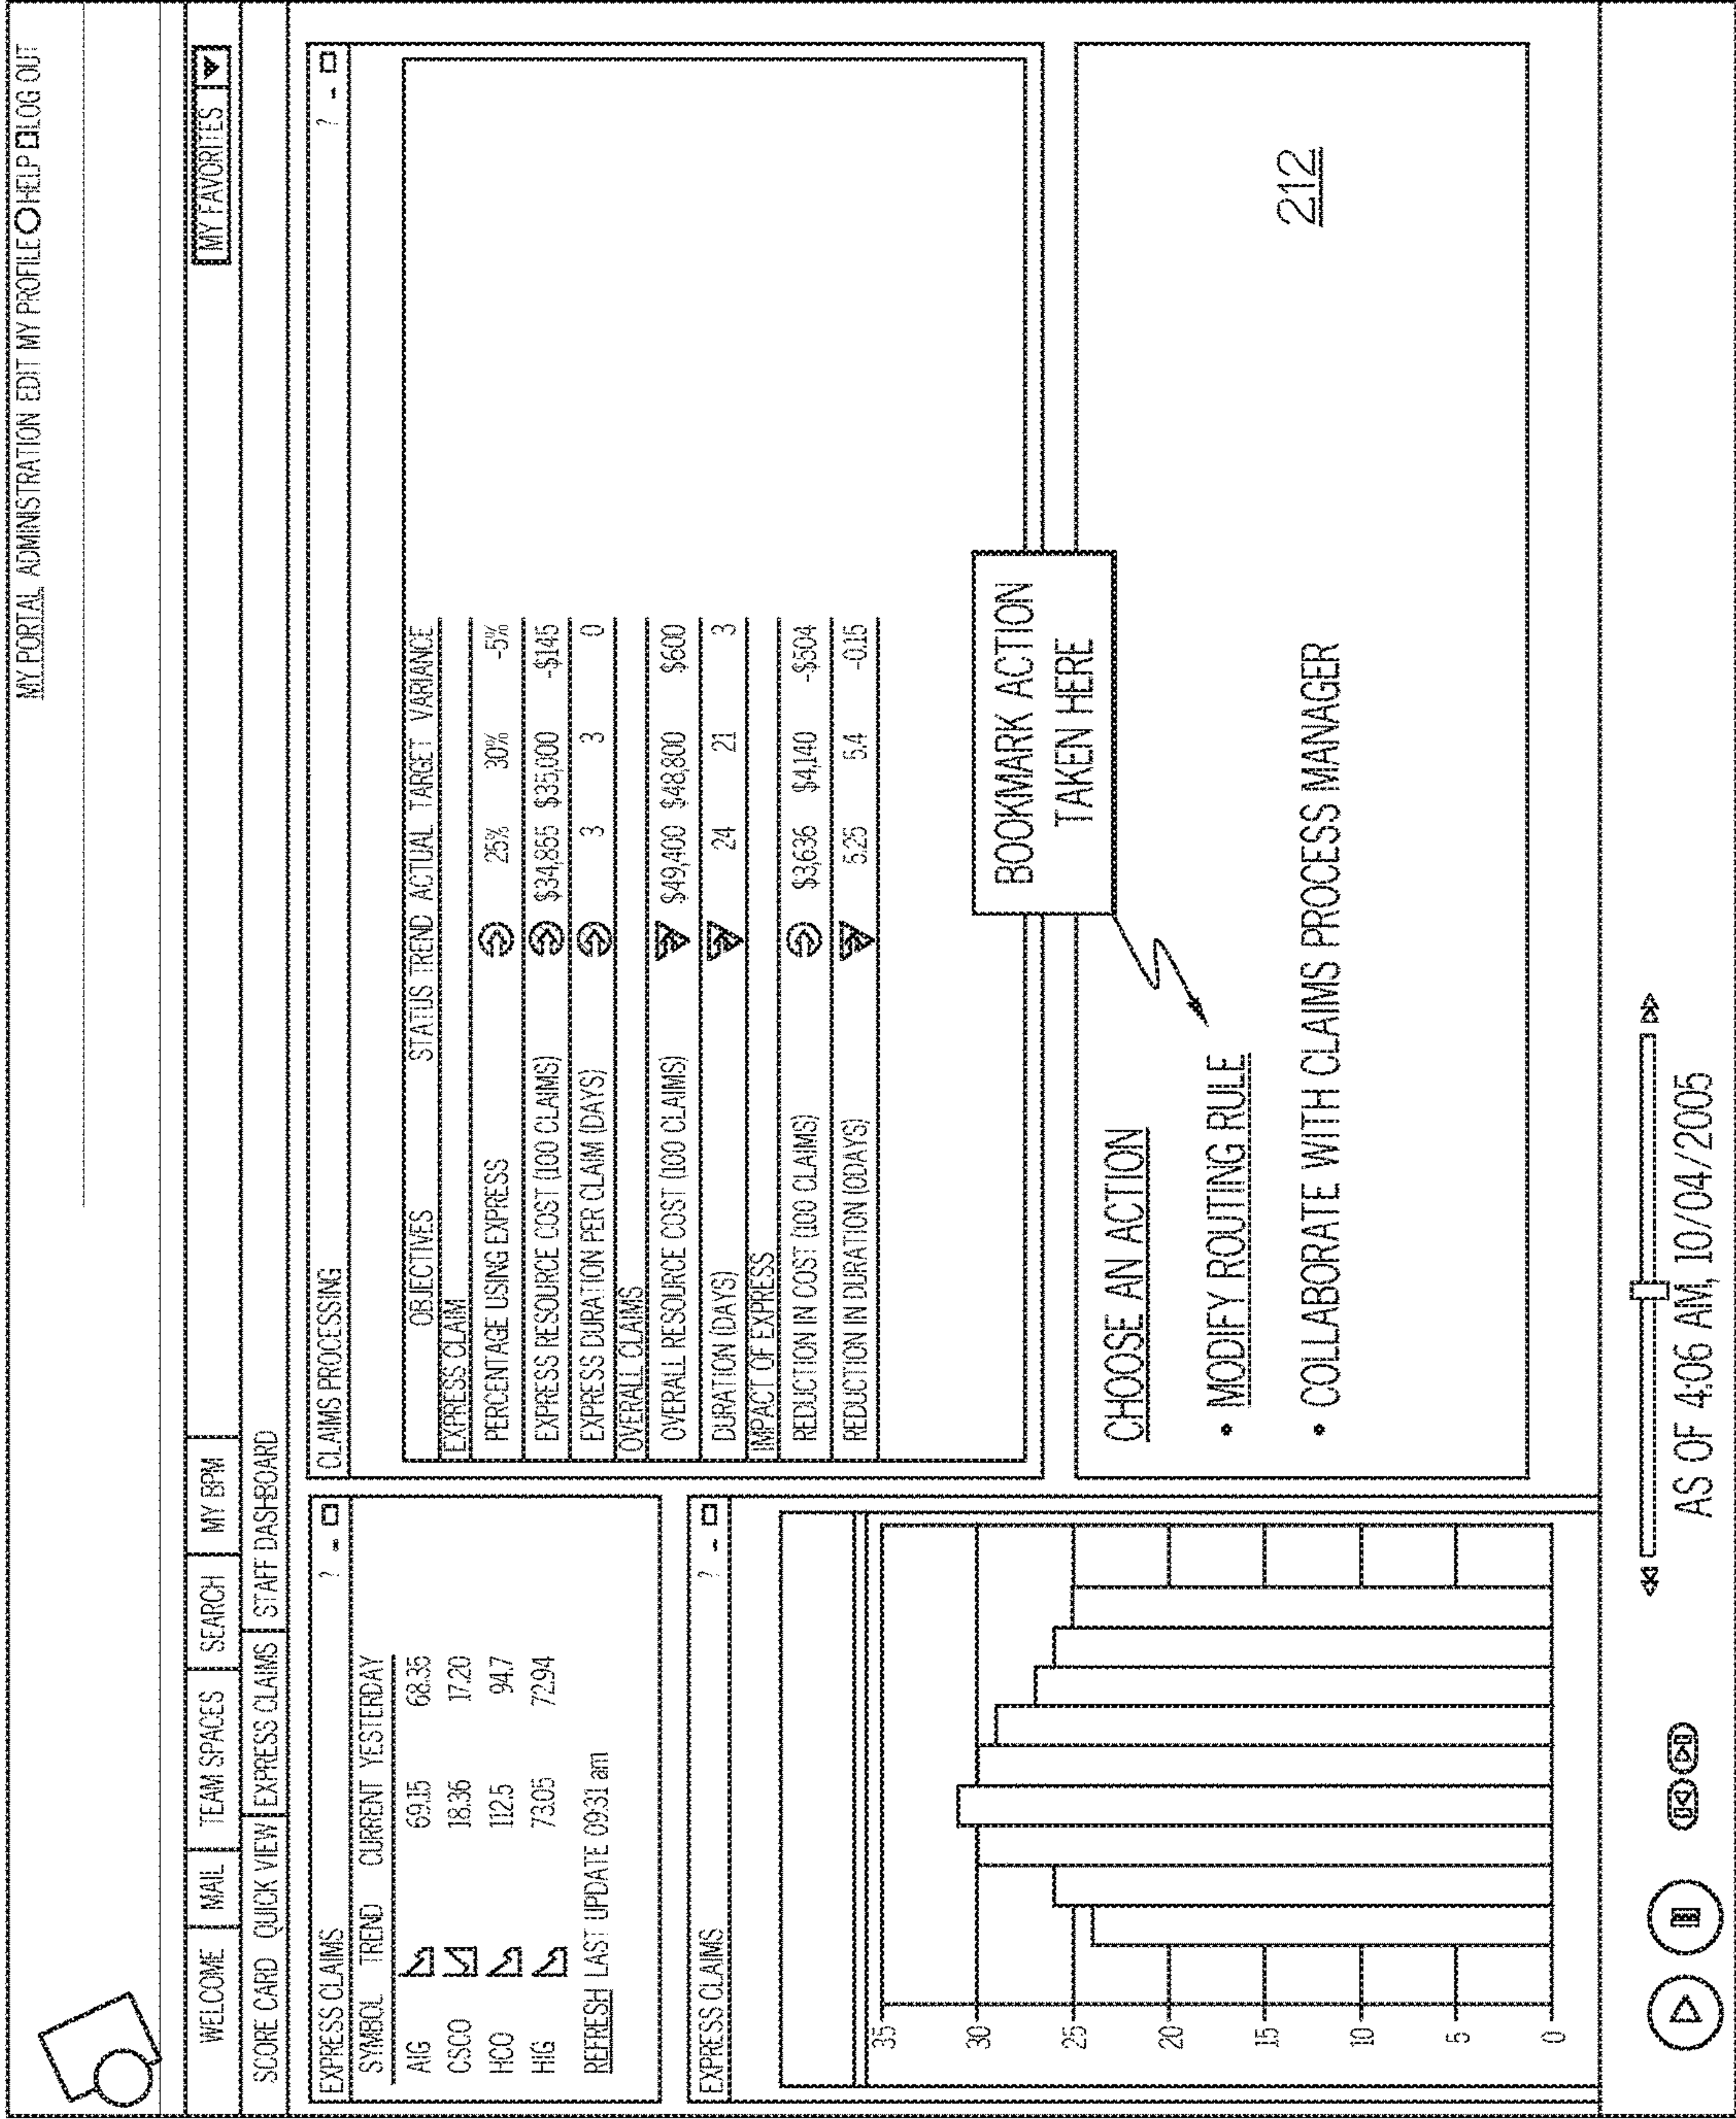 MY PORTAL ADMINISTRATION EDIT MY PROFILE HELP LOG OUT
WELCOME MAIL TEAM SPACES SEARCH MY BPM MY FAVORITES
SCORE CARD QUICK VIEW EXPRESS CLAIMS STAFF DASHBOARD
EXPRESS CLAIMS ? -
SYMBOL TREND CURRENT YESTERDAY
AIG 69.15 68.35
CSCO 18.36 17.20
HCO 112.5 94.7
HIG 73.05 72.94
REFRESH LAST UPDATE 09:31 am
EXPRESS CLAIMS ? -
35
30
25
20
15
10
5
0
CLAIMS PROCESSING ? -
OBJECTIVES STATUS TREND ACTUAL TARGET VARIANCE
EXPRESS CLAIM
PERCENTAGE USING EXPRESS 25% 30% -5%
EXPRESS RESOURCE COST (100 CLAIMS) $34,855 $35,000 -$145
EXPRESS DURATION PER CLAIM (DAYS) 3 3 0
OVERALL CLAIMS
OVERALL RESOURCE COST (100 CLAIMS) $49,400 $48,800 $600
DURATION (DAYS) 24 21 3
IMPACT OF EXPRESS
REDUCTION IN COST (100 CLAIMS) $3,636 $4,140 -$504
REDUCTION IN DURATION (0DAYS) 5.25 5.4 -0.15
BOOKMARK ACTION
TAKEN HERE
CHOOSE AN ACTION
• MODIFY ROUTING RULE
• COLLABORATE WITH CLAIMS PROCESS MANAGER
212
AS OF 4:06 AM, 10/04/2005